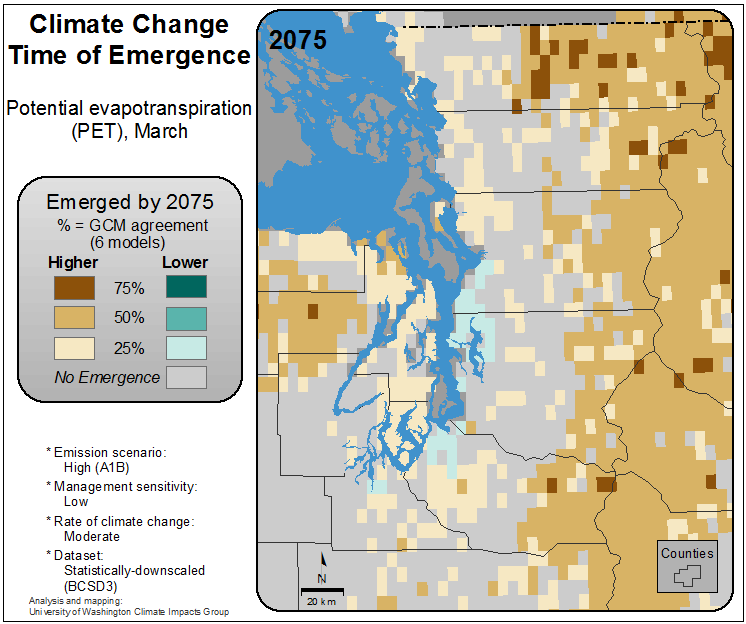 Climate Change
Time of Emergence
Potential evapotranspiration
(PET), March
Emerged by 2075
% = GCM agreement
(6 models)
Higher Lower
75%
50%
25%
No Emergence
* Emission scenario:
High (A1B)
* Management sensitivity:
Low
* Rate of climate change:
Moderate
* Dataset:
Statistically-downscaled
(BCSD3)
Analysis and mapping:
University of Washington Climate Impacts Group
2075
N
20 km
Counties